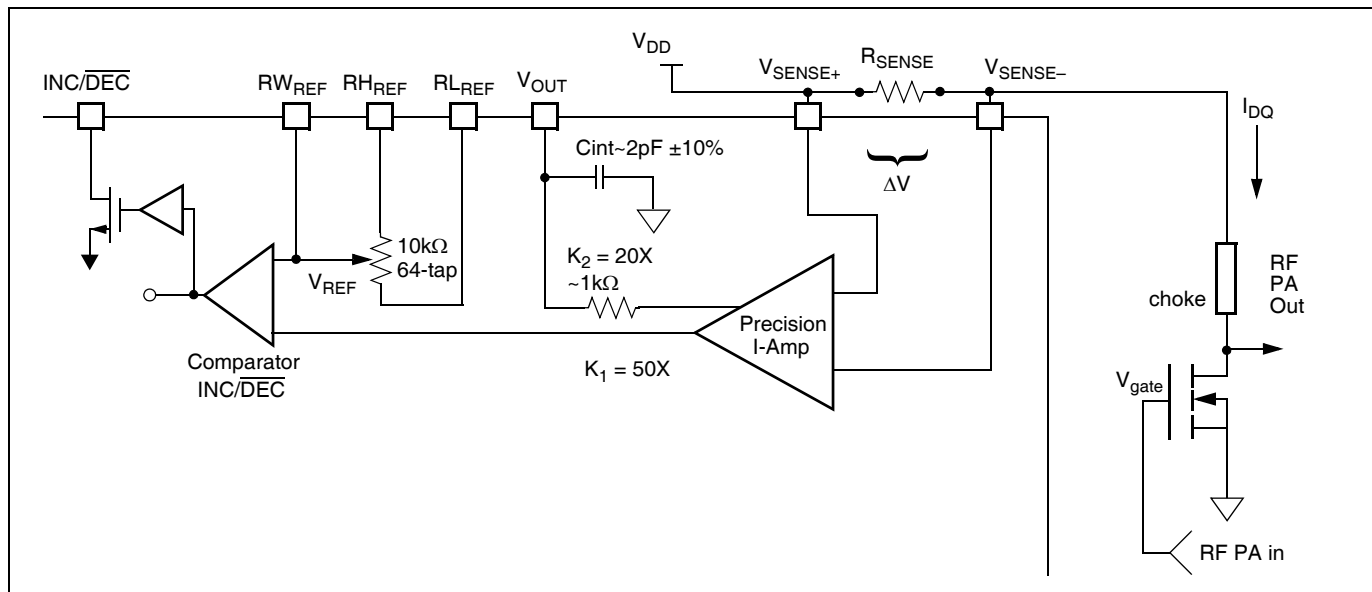 INC/DEC
RW_REF
RH_REF
RL_REF
V_OUT
V_DD
V_SENSE+
R_SENSE
V_SENSE–
I_DQ
Cint~2pF ±10%
ΔV
10kΩ
64-tap
V_REF
K_2 = 20X
~1kΩ
Precision
I-Amp
K_1 = 50X
Comparator
INC/DEC
choke
RF
PA
Out
V_gate
RF PA in